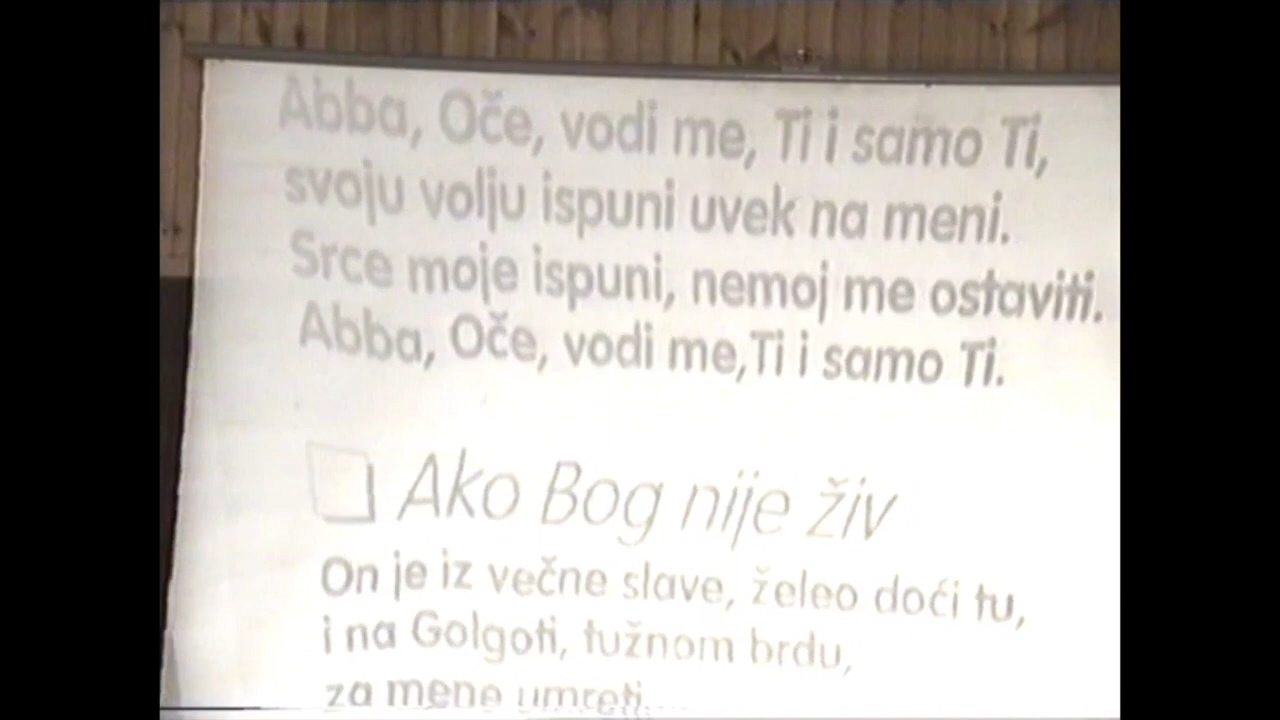 Abba, Oče, vodi me, Ti i samo Ti,
svoju volju ispuni uvek na meni.
Srce moje ispuni, nemoj me ostaviti.
Abba, Oče, vodi me,Ti i samo Ti.
Ako Bog nije živ
On je iz večne slave, želeo doći tu,
i na Golgoti, tužnom brdu,
za mene umreti...